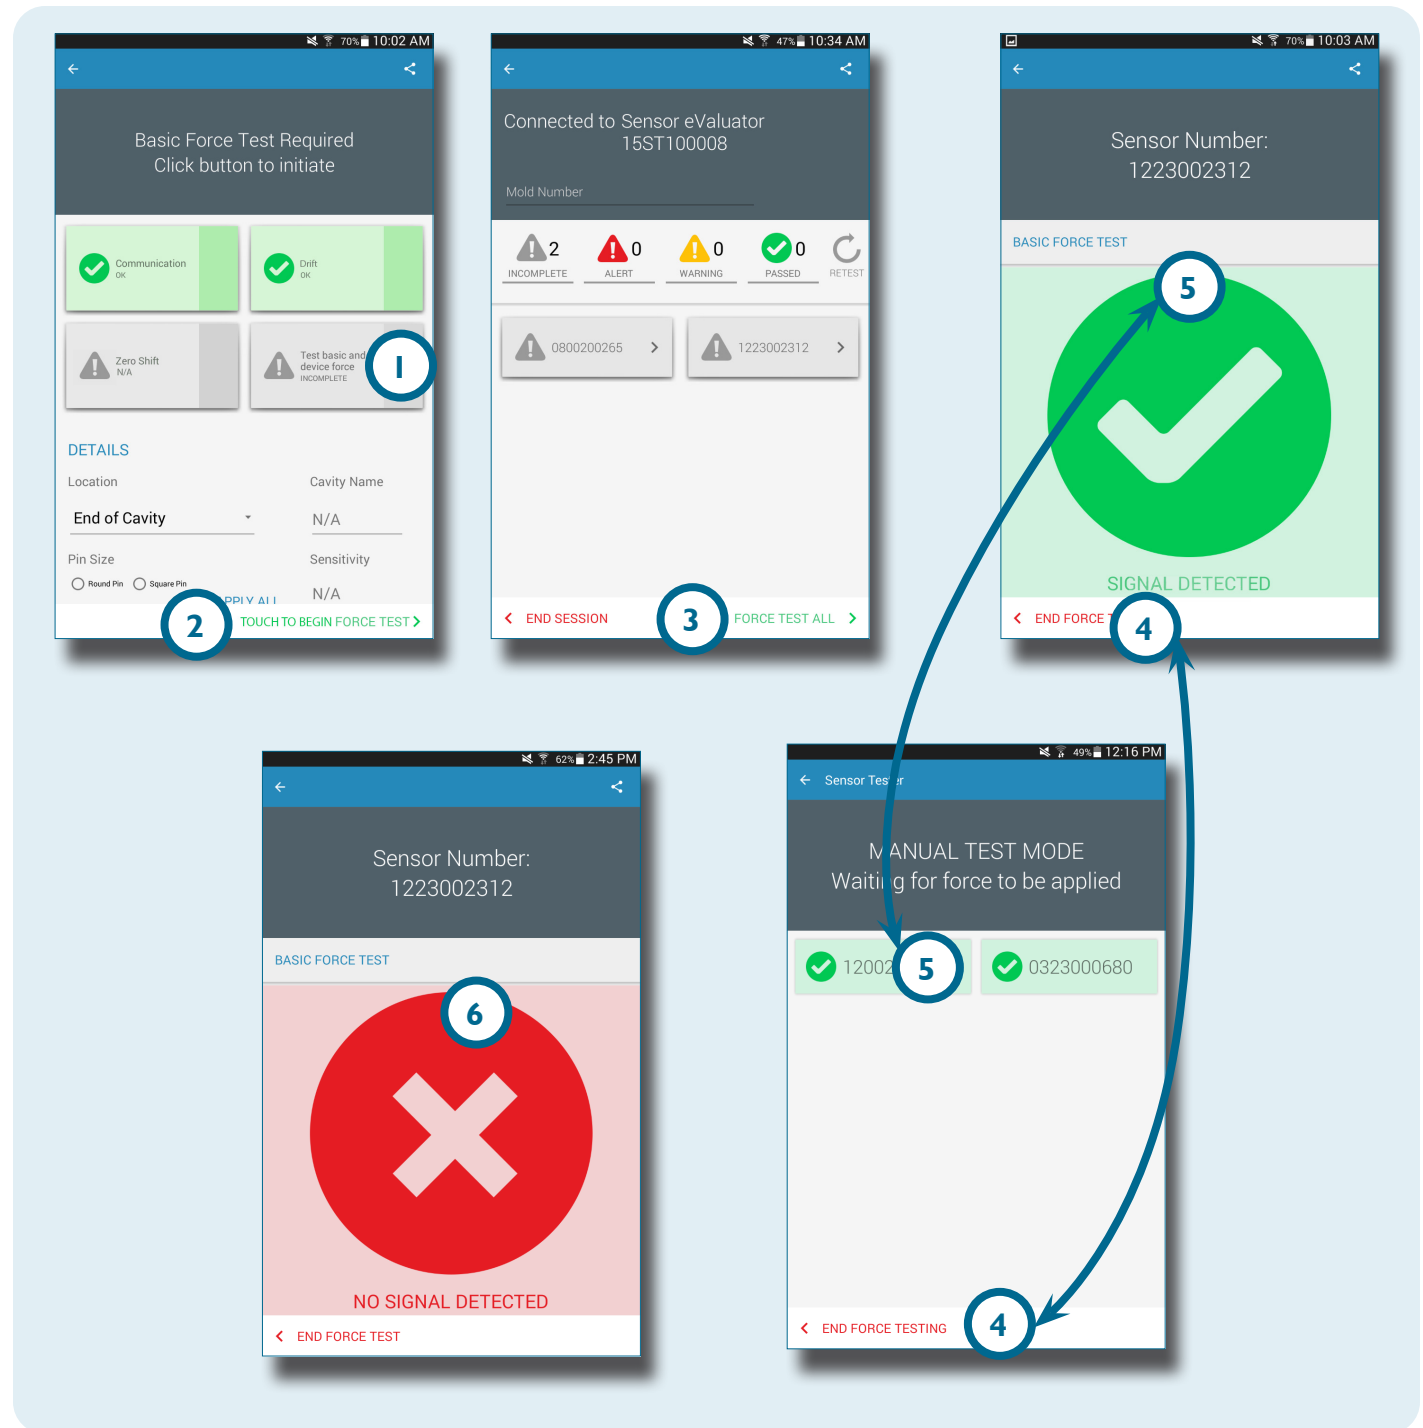 70% 10:02 AM
Basic Force Test Required
Click button to initiate
Communication
OK
Drift
OK
Zero Shift
N/A
Test basic and
device force
INCOMPLETE
1
DETAILS
Location
Cavity Name
End of Cavity
N/A
Pin Size
Sensitivity
Round Pin
Square Pin
N/A
PPLY ALL
2
TOUCH TO BEGIN FORCE TEST
47% 10:34 AM
Connected to Sensor eValuator
15ST100008
Mold Number
2
INCOMPLETE
0
ALERT
0
WARNING
0
PASSED
RETEST
0800200265
1223002312
END SESSION
3
FORCE TEST ALL
70% 10:03 AM
Sensor Number:
1223002312
BASIC FORCE TEST
5
SIGNAL DETECTED
END FORCE
4
62% 2:45 PM
Sensor Number:
1223002312
BASIC FORCE TEST
6
NO SIGNAL DETECTED
END FORCE TEST
49% 12:16 PM
Sensor Tester
MANUAL TEST MODE
Waiting for force to be applied
12002
5
0323000680
END FORCE TESTING
4